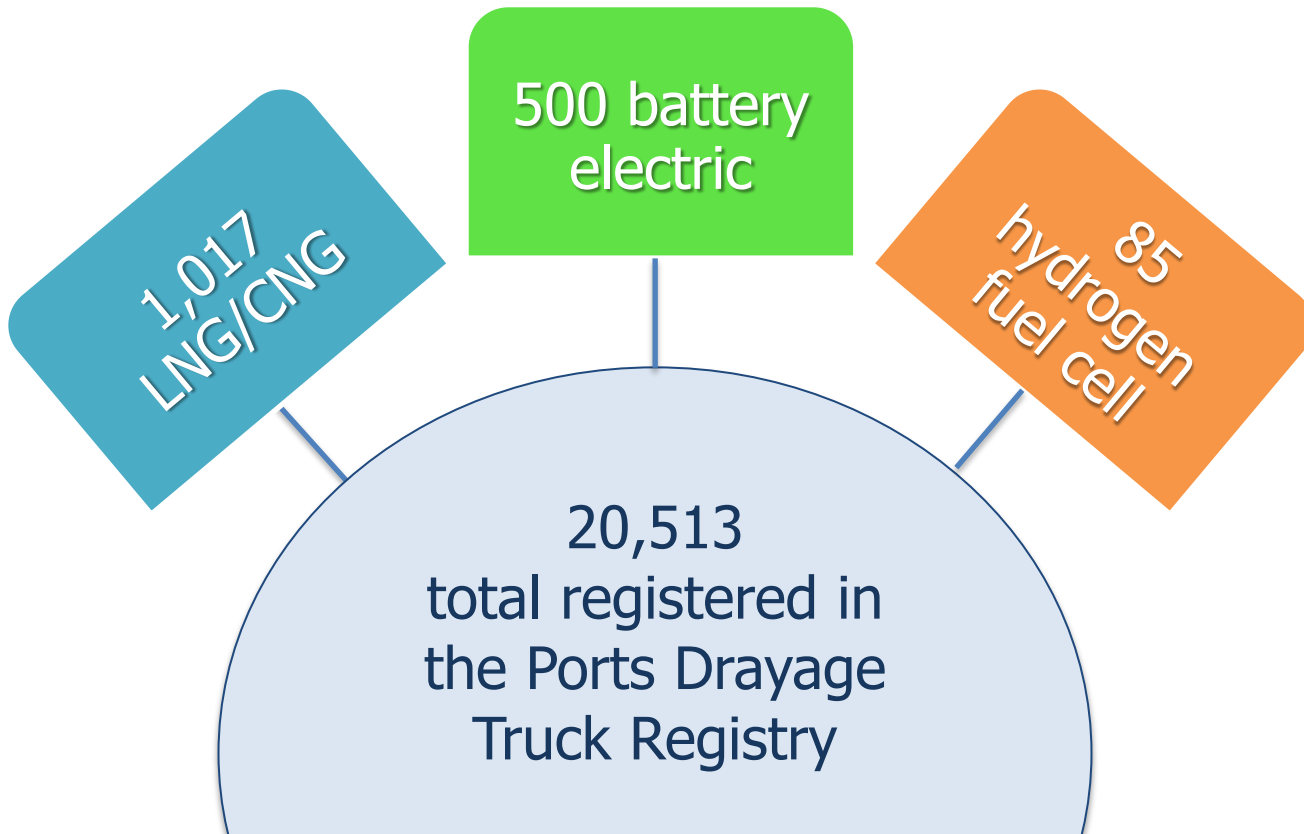 1,017
LNG/CNG
500 battery
electric
85
hydrogen
fuel cell
20,513
total registered in
the Ports Drayage
Truck Registry